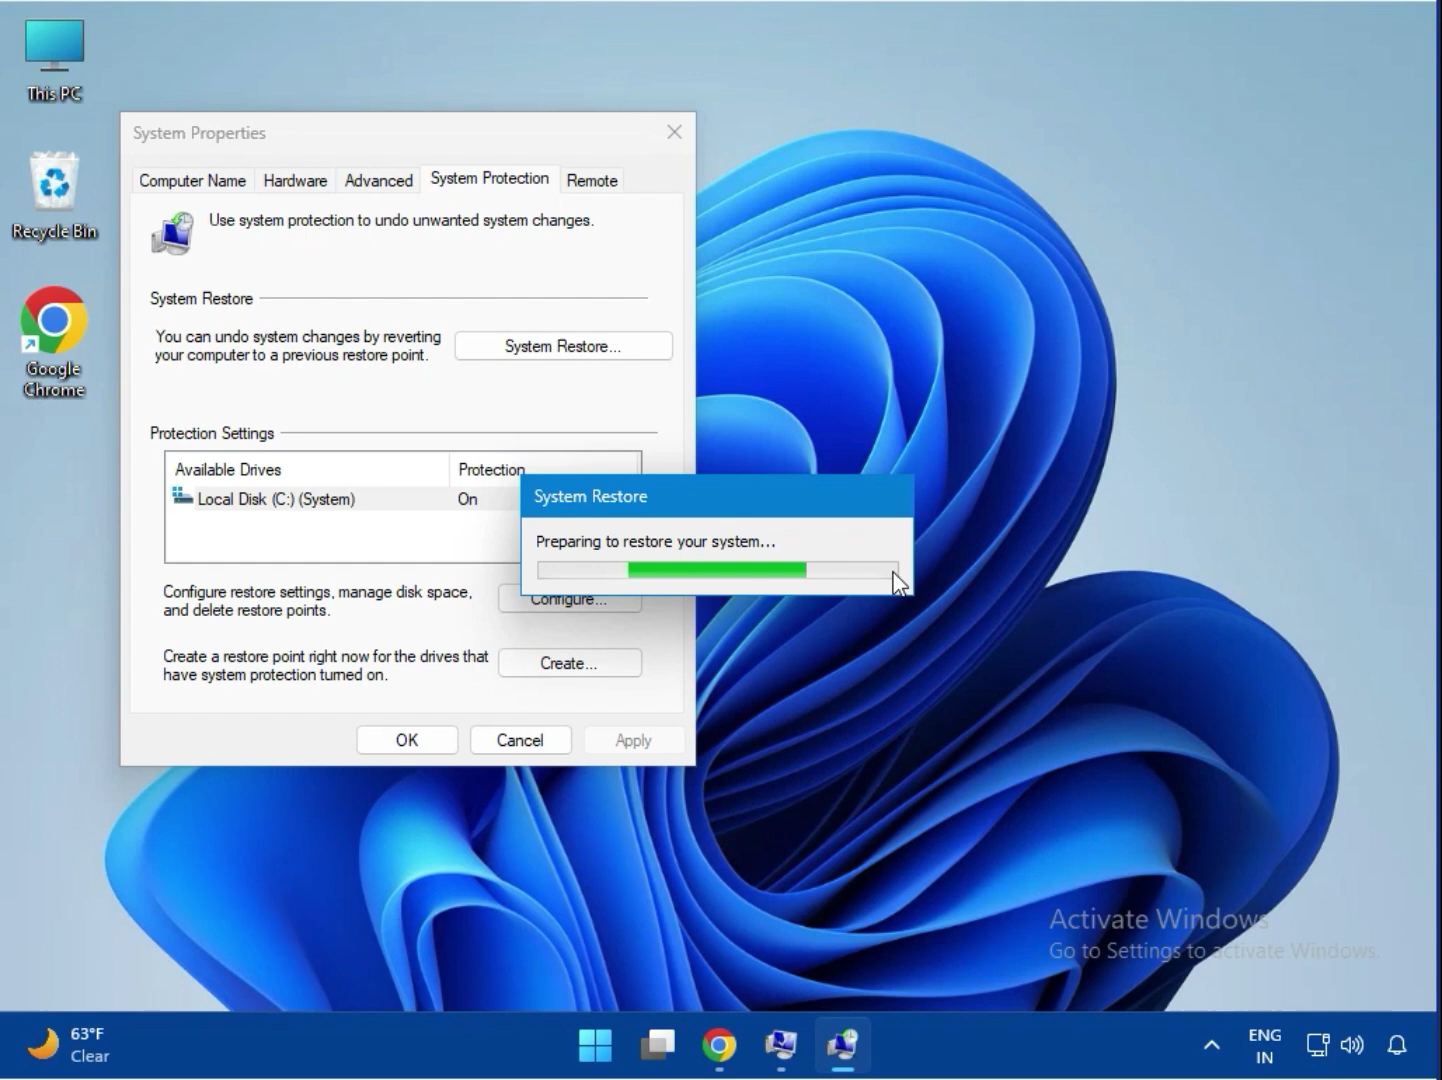 This PC
Recycle Bin
Google
Chrome
System Properties
Computer Name
Hardware
Advanced
System Protection
Remote
Use system protection to undo unwanted system changes.
System Restore
You can undo system changes by reverting
your computer to a previous restore point.
System Restore...
Protection Settings
Available Drives
Protection
Local Disk (C:) (System)
On
System Restore
Preparing to restore your system...
Configure restore settings, manage disk space,
and delete restore points.
Configure...
Create a restore point right now for the drives that
have system protection turned on.
Create...
OK
Cancel
Apply
Activate Windows
Go to Settings to activate Windows.
63°F
Clear
ENG
IN